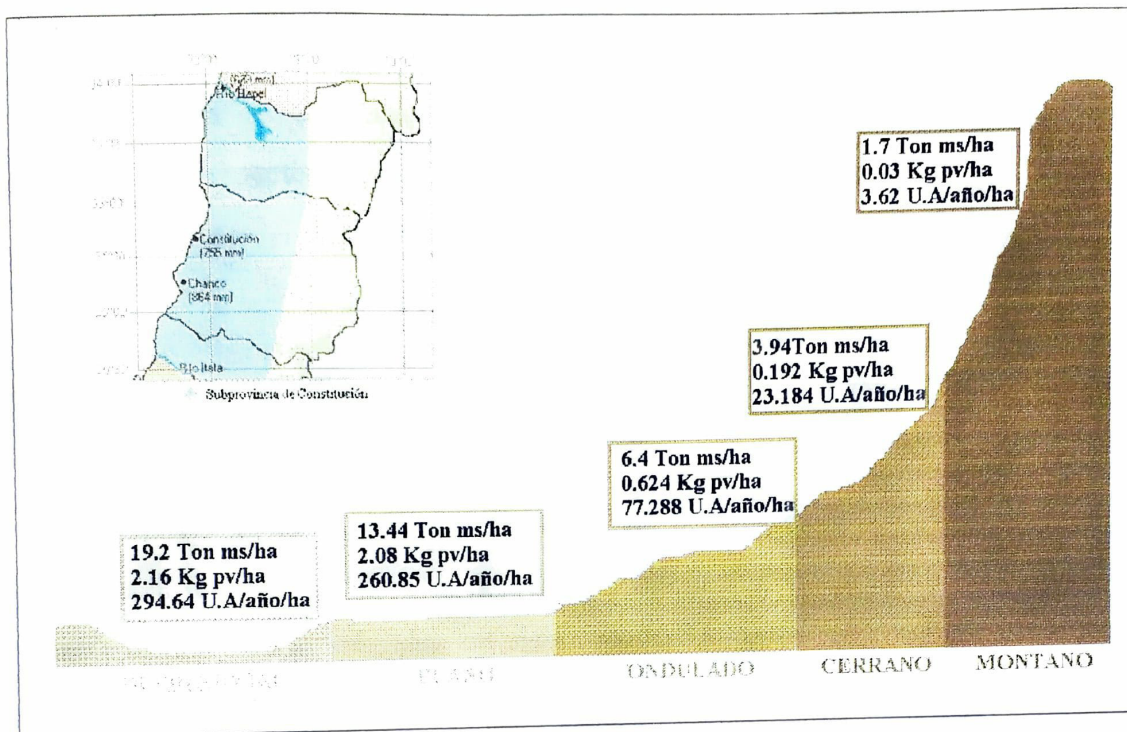 Río Rapel
Constitución
(755 mm)
Chanco
(864 mm)
Río Itata
Subprovincia de Constitución
1.7 Ton ms/ha
0.03 Kg pv/ha
3.62 U.A/año/ha
3.94Ton ms/ha
0.192 Kg pv/ha
23.184 U.A/año/ha
6.4 Ton ms/ha
0.624 Kg pv/ha
77.288 U.A/año/ha
13.44 Ton ms/ha
2.08 Kg pv/ha
260.85 U.A/año/ha
19.2 Ton ms/ha
2.16 Kg pv/ha
294.64 U.A/año/ha
PLANO
ONDULADO
CERRANO
MONTANO